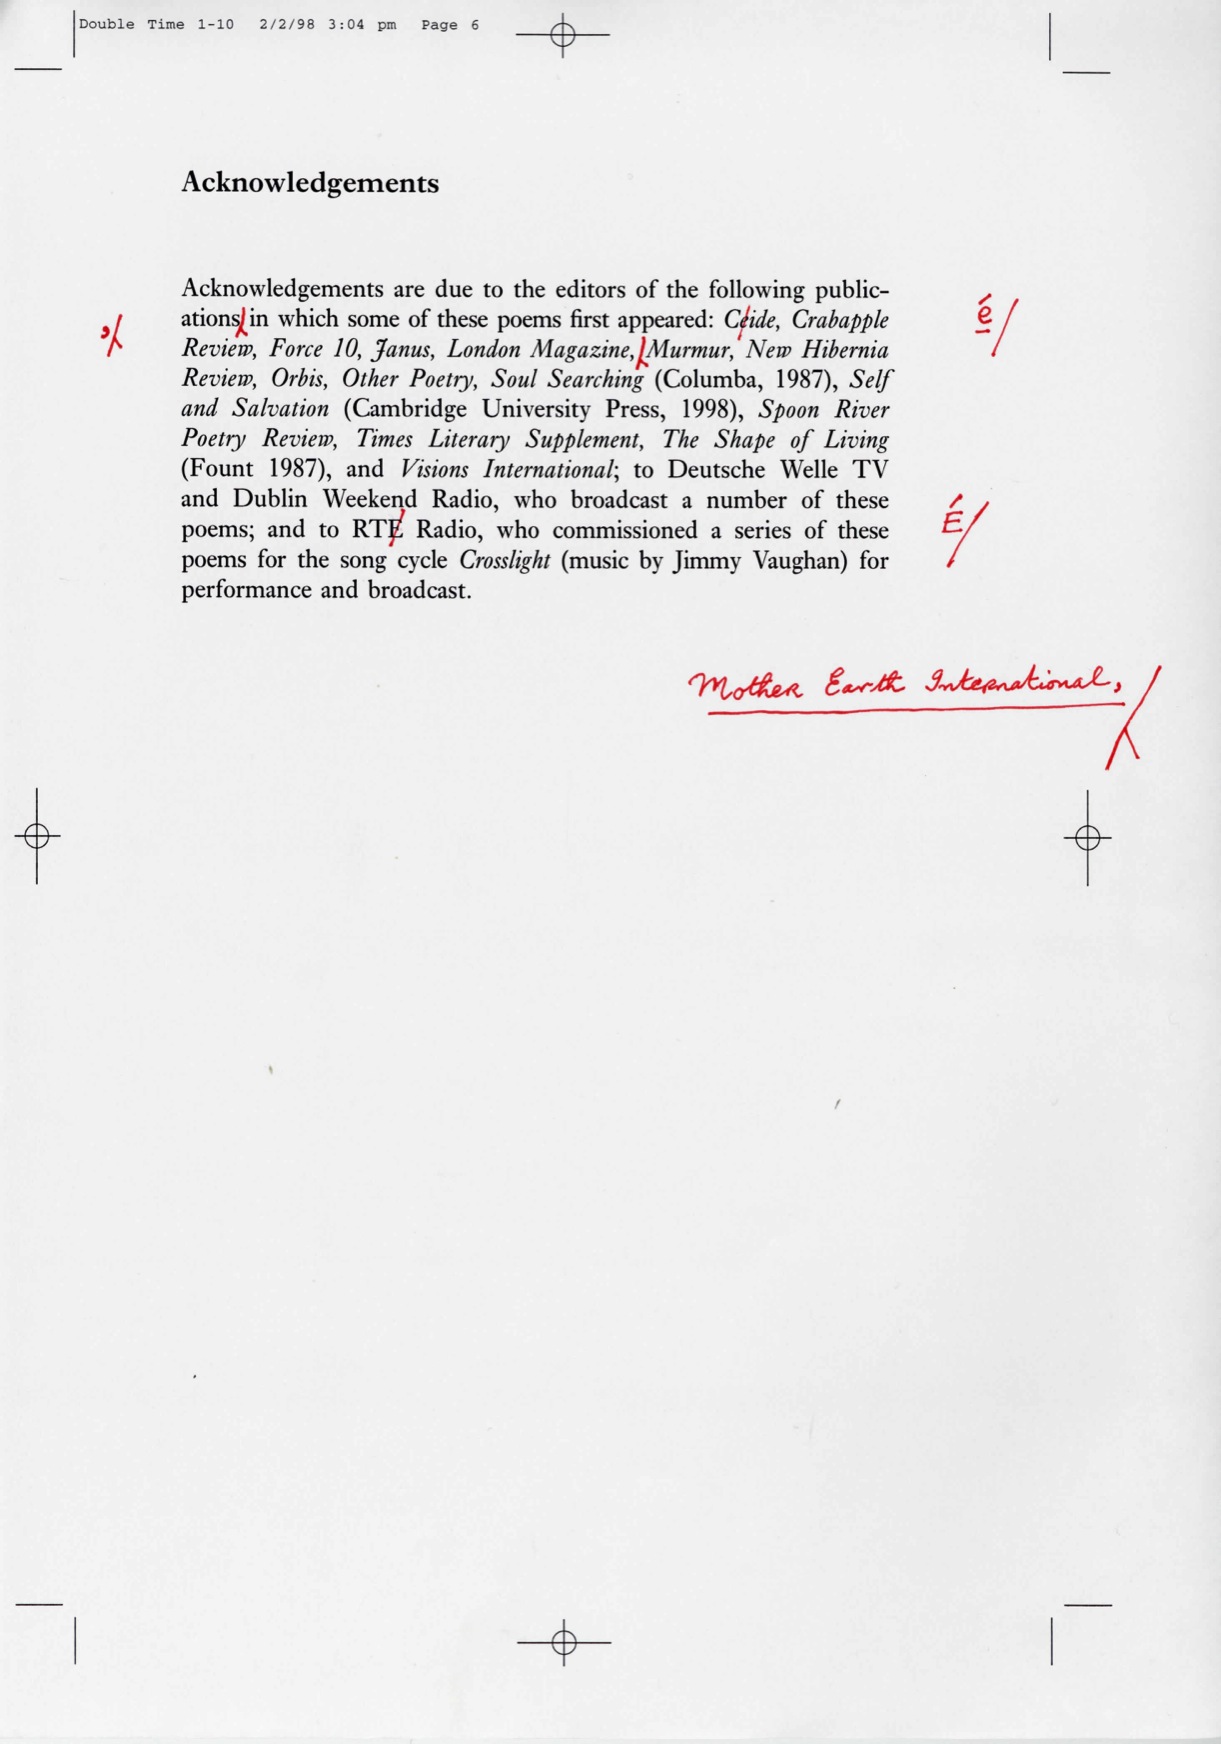 Double Time 1-10 2/2/98 3:04 pm Page 6
Acknowledgements
Acknowledgements are due to the editors of the following public-
ations in which some of these poems first appeared: Ceide, Crabapple
Review, Force 10, Janus, London Magazine, Murmur, New Hibernia
Review, Orbis, Other Poetry, Soul Searching (Columba, 1987), Self
and Salvation (Cambridge University Press, 1998), Spoon River
Poetry Review, Times Literary Supplement, The Shape of Living
(Fount 1987), and Visions International; to Deutsche Welle TV
and Dublin Weekend Radio, who broadcast a number of these
poems; and to RTE Radio, who commissioned a series of these
poems for the song cycle Crosslight (music by Jimmy Vaughan) for
performance and broadcast.
,/
é/
É/
Mother Earth International,/